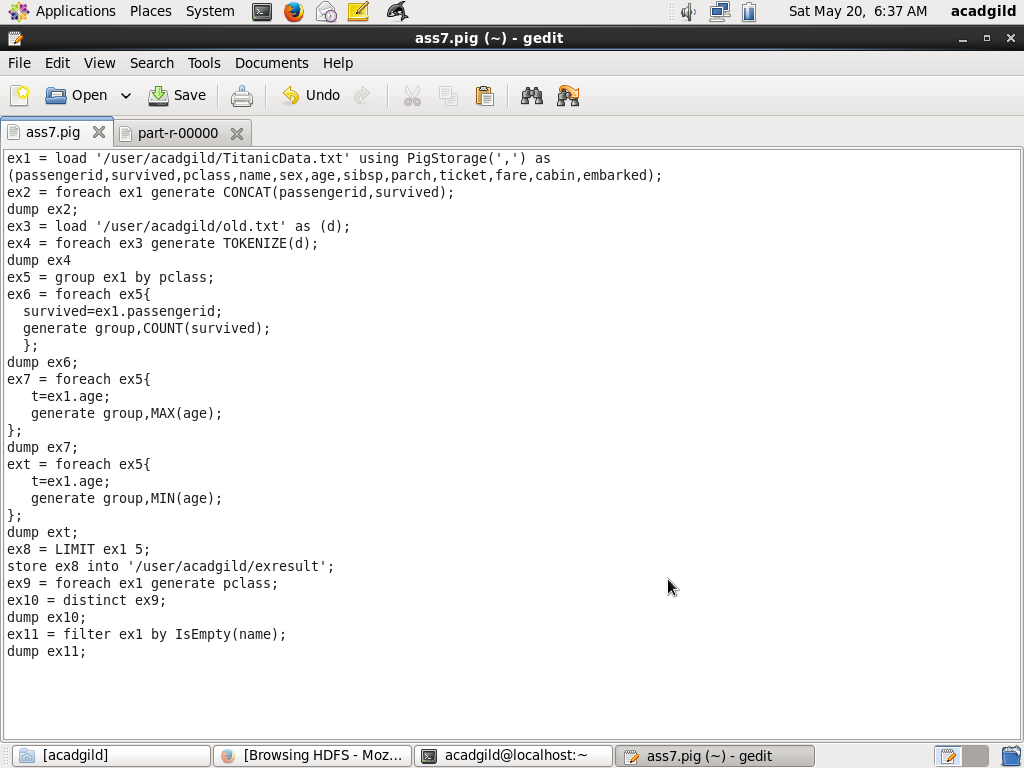 Applications Places System Sat May 20, 6:37 AM acadgild
ass7.pig (~) - gedit
File Edit View Search Tools Documents Help
Open Save Undo
ass7.pig part-r-00000
ex1 = load '/user/acadgild/TitanicData.txt' using PigStorage(',') as
(passengerid,survived,pclass,name,sex,age,sibsp,parch,ticket,fare,cabin,embarked);
ex2 = foreach ex1 generate CONCAT(passengerid,survived);
dump ex2;
ex3 = load '/user/acadgild/old.txt' as (d);
ex4 = foreach ex3 generate TOKENIZE(d);
dump ex4
ex5 = group ex1 by pclass;
ex6 = foreach ex5{
  survived=ex1.passengerid;
  generate group,COUNT(survived);
  };
dump ex6;
ex7 = foreach ex5{
   t=ex1.age;
   generate group,MAX(age);
};
dump ex7;
ext = foreach ex5{
   t=ex1.age;
   generate group,MIN(age);
};
dump ext;
ex8 = LIMIT ex1 5;
store ex8 into '/user/acadgild/exresult';
ex9 = foreach ex1 generate pclass;
ex10 = distinct ex9;
dump ex10;
ex11 = filter ex1 by IsEmpty(name);
dump ex11;
[acadgild] [Browsing HDFS - Moz... acadgild@localhost:~ ass7.pig (~) - gedit